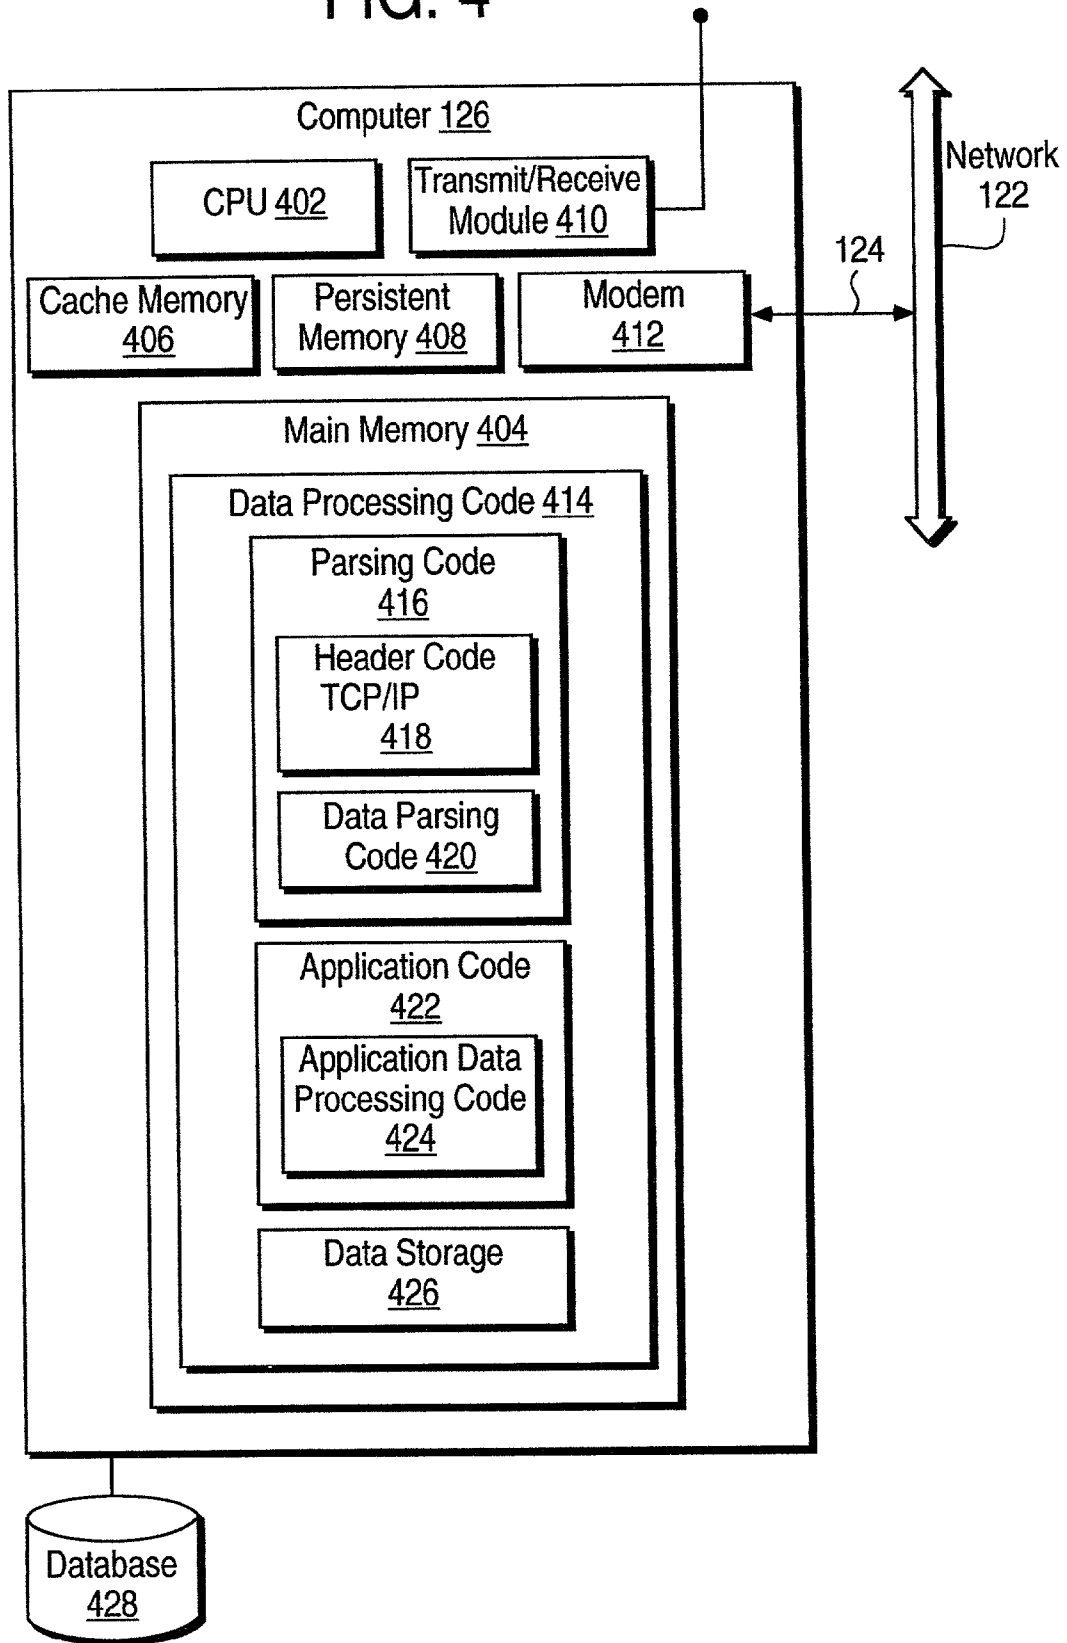 FIG. 4
Computer 126
CPU 402
Transmit/Receive
Module 410
Network
122
124
Cache Memory
406
Persistent
Memory 408
Modem
412
Main Memory 404
Data Processing Code 414
Parsing Code
416
Header Code
TCP/IP
418
Data Parsing
Code 420
Application Code
422
Application Data
Processing Code
424
Data Storage
426
Database
428